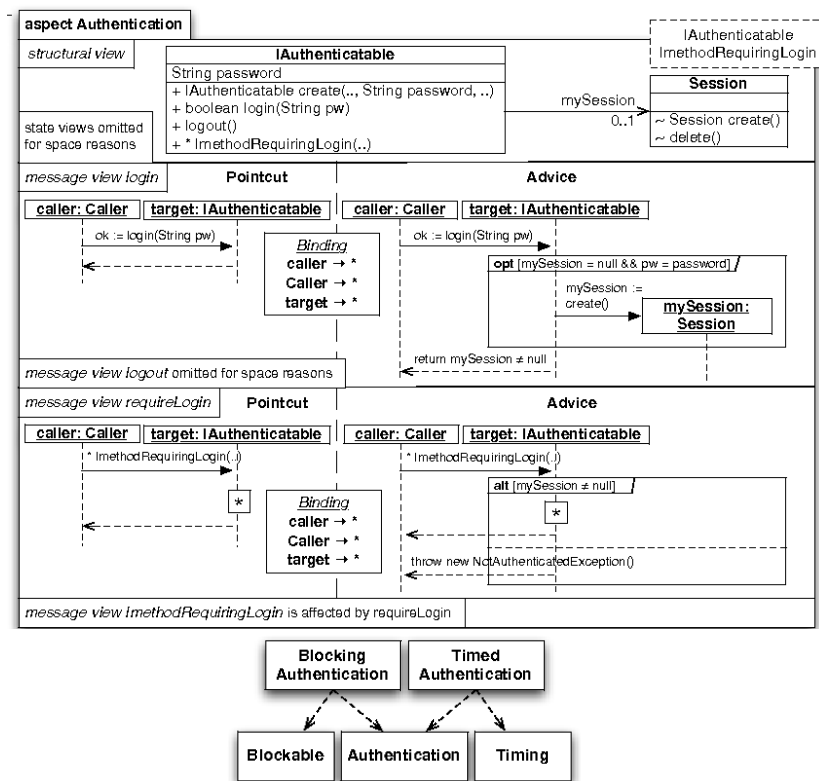 aspect Authentication
structural view
IAuthenticatable
ImethodRequiringLogin
IAuthenticatable
String password
+ IAuthenticatable create(.., String password, ..)
+ boolean login(String pw)
+ logout()
+ * ImethodRequiringLogin(..)
mySession
0..1
Session
~ Session create()
~ delete()
state views omitted
for space reasons
message view login
Pointcut
Advice
caller: Caller
target: IAuthenticatable
caller: Caller
target: IAuthenticatable
ok := login(String pw)
ok := login(String pw)
Binding
caller → *
Caller → *
target → *
opt [mySession = null && pw = password]
mySession :=
create()
mySession:
Session
return mySession ≠ null
message view logout omitted for space reasons
message view requireLogin
Pointcut
Advice
caller: Caller
target: IAuthenticatable
caller: Caller
target: IAuthenticatable
* ImethodRequiringLogin(..)
* ImethodRequiringLogin(..)
*
Binding
caller → *
Caller → *
target → *
alt [mySession ≠ null]
*
throw new NotAuthenticatedException()
message view ImethodRequiringLogin is affected by requireLogin
Blocking
Authentication
Timed
Authentication
Blockable
Authentication
Timing